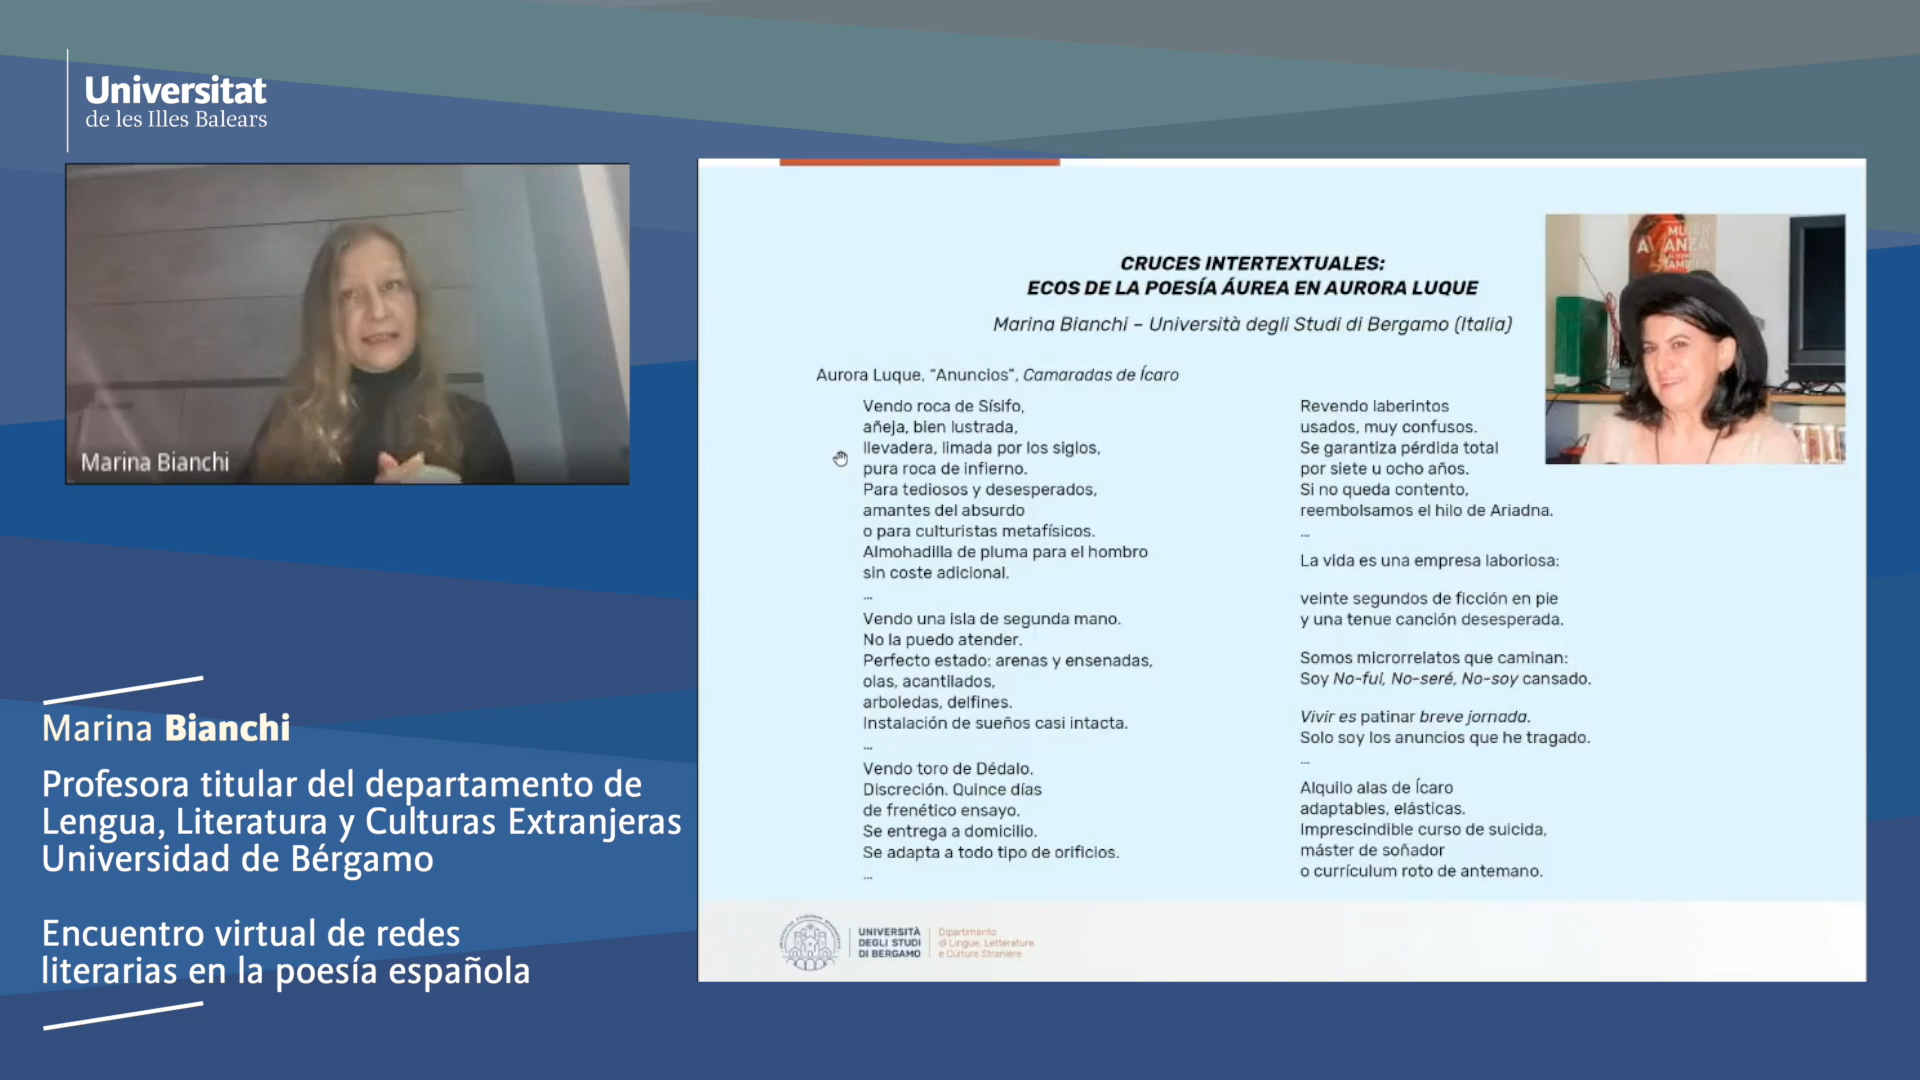 Universitat
de les Illes Balears
Marina Bianchi
Marina Bianchi
Profesora titular del departamento de
Lengua, Literatura y Culturas Extranjeras
Universidad de Bérgamo
Encuentro virtual de redes
literarias en la poesía española
CRUCES INTERTEXTUALES:
ECOS DE LA POESÍA ÁUREA EN AURORA LUQUE
Marina Bianchi – Università degli Studi di Bergamo (Italia)
Aurora Luque, “Anuncios”, Camaradas de Ícaro
Vendo roca de Sísifo,
añeja, bien lustrada,
llevadera, limada por los siglos,
pura roca de infierno.
Para tediosos y desesperados,
amantes del absurdo
o para culturistas metafísicos.
Almohadilla de pluma para el hombro
sin coste adicional.
...
Vendo una isla de segunda mano.
No la puedo atender.
Perfecto estado: arenas y ensenadas,
olas, acantilados,
arboledas, delfines.
Instalación de sueños casi intacta.
...
Vendo toro de Dédalo.
Discreción. Quince días
de frenético ensayo.
Se entrega a domicilio.
Se adapta a todo tipo de orificios.
...
Revendo laberintos
usados, muy confusos.
Se garantiza pérdida total
por siete u ocho años.
Si no queda contento,
reembolsamos el hilo de Ariadna.
...
La vida es una empresa laboriosa:
veinte segundos de ficción en pie
y una tenue canción desesperada.
Somos microrrelatos que caminan:
Soy No-fui, No-seré, No-soy cansado.
Vivir es patinar breve jornada.
Solo soy los anuncios que he tragado.
...
Alquilo alas de Ícaro
adaptables, elásticas.
Imprescindible curso de suicida,
máster de soñador
o currículum roto de antemano.
MUJER
AVANZA
UNIVERSITÀ
DEGLI STUDI
DI BERGAMO
Dipartimento
di Lingue, Letterature
e Culture Straniere